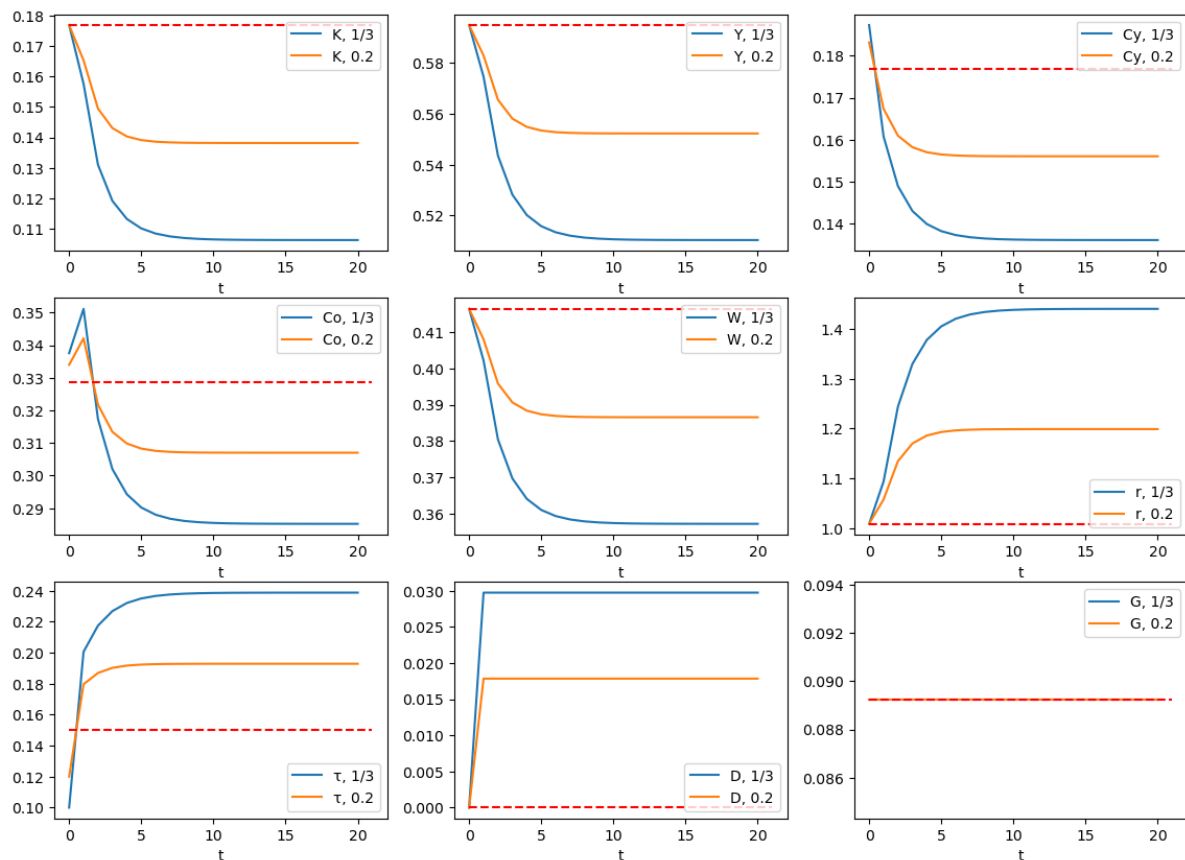 0.18
0.17
0.16
0.15
0.14
0.13
0.12
0.11
K, 1/3
K, 0.2
0 5 10 15 20
t
0.58
0.56
0.54
0.52
Y, 1/3
Y, 0.2
0 5 10 15 20
t
0.18
0.17
0.16
0.15
0.14
Cy, 1/3
Cy, 0.2
0 5 10 15 20
t
0.35
0.34
0.33
0.32
0.31
0.30
0.29
Co, 1/3
Co, 0.2
0 5 10 15 20
t
0.41
0.40
0.39
0.38
0.37
0.36
W, 1/3
W, 0.2
0 5 10 15 20
t
1.4
1.3
1.2
1.1
1.0
r, 1/3
r, 0.2
0 5 10 15 20
t
0.24
0.22
0.20
0.18
0.16
0.14
0.12
0.10
τ, 1/3
τ, 0.2
0 5 10 15 20
t
0.030
0.025
0.020
0.015
0.010
0.005
0.000
D, 1/3
D, 0.2
0 5 10 15 20
t
0.094
0.092
0.090
0.088
0.086
G, 1/3
G, 0.2
0 5 10 15 20
t